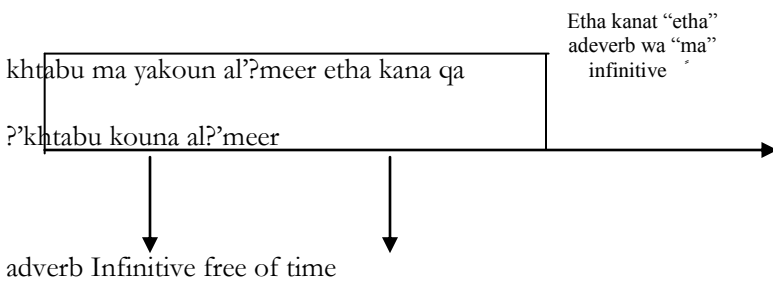 Etha kanat “etha”
adeverb wa “ma”
infinitive
khtabu ma yakoun al’?meer etha kana qa
?’khtabu kouna al?’meer
adverb Infinitive free of time